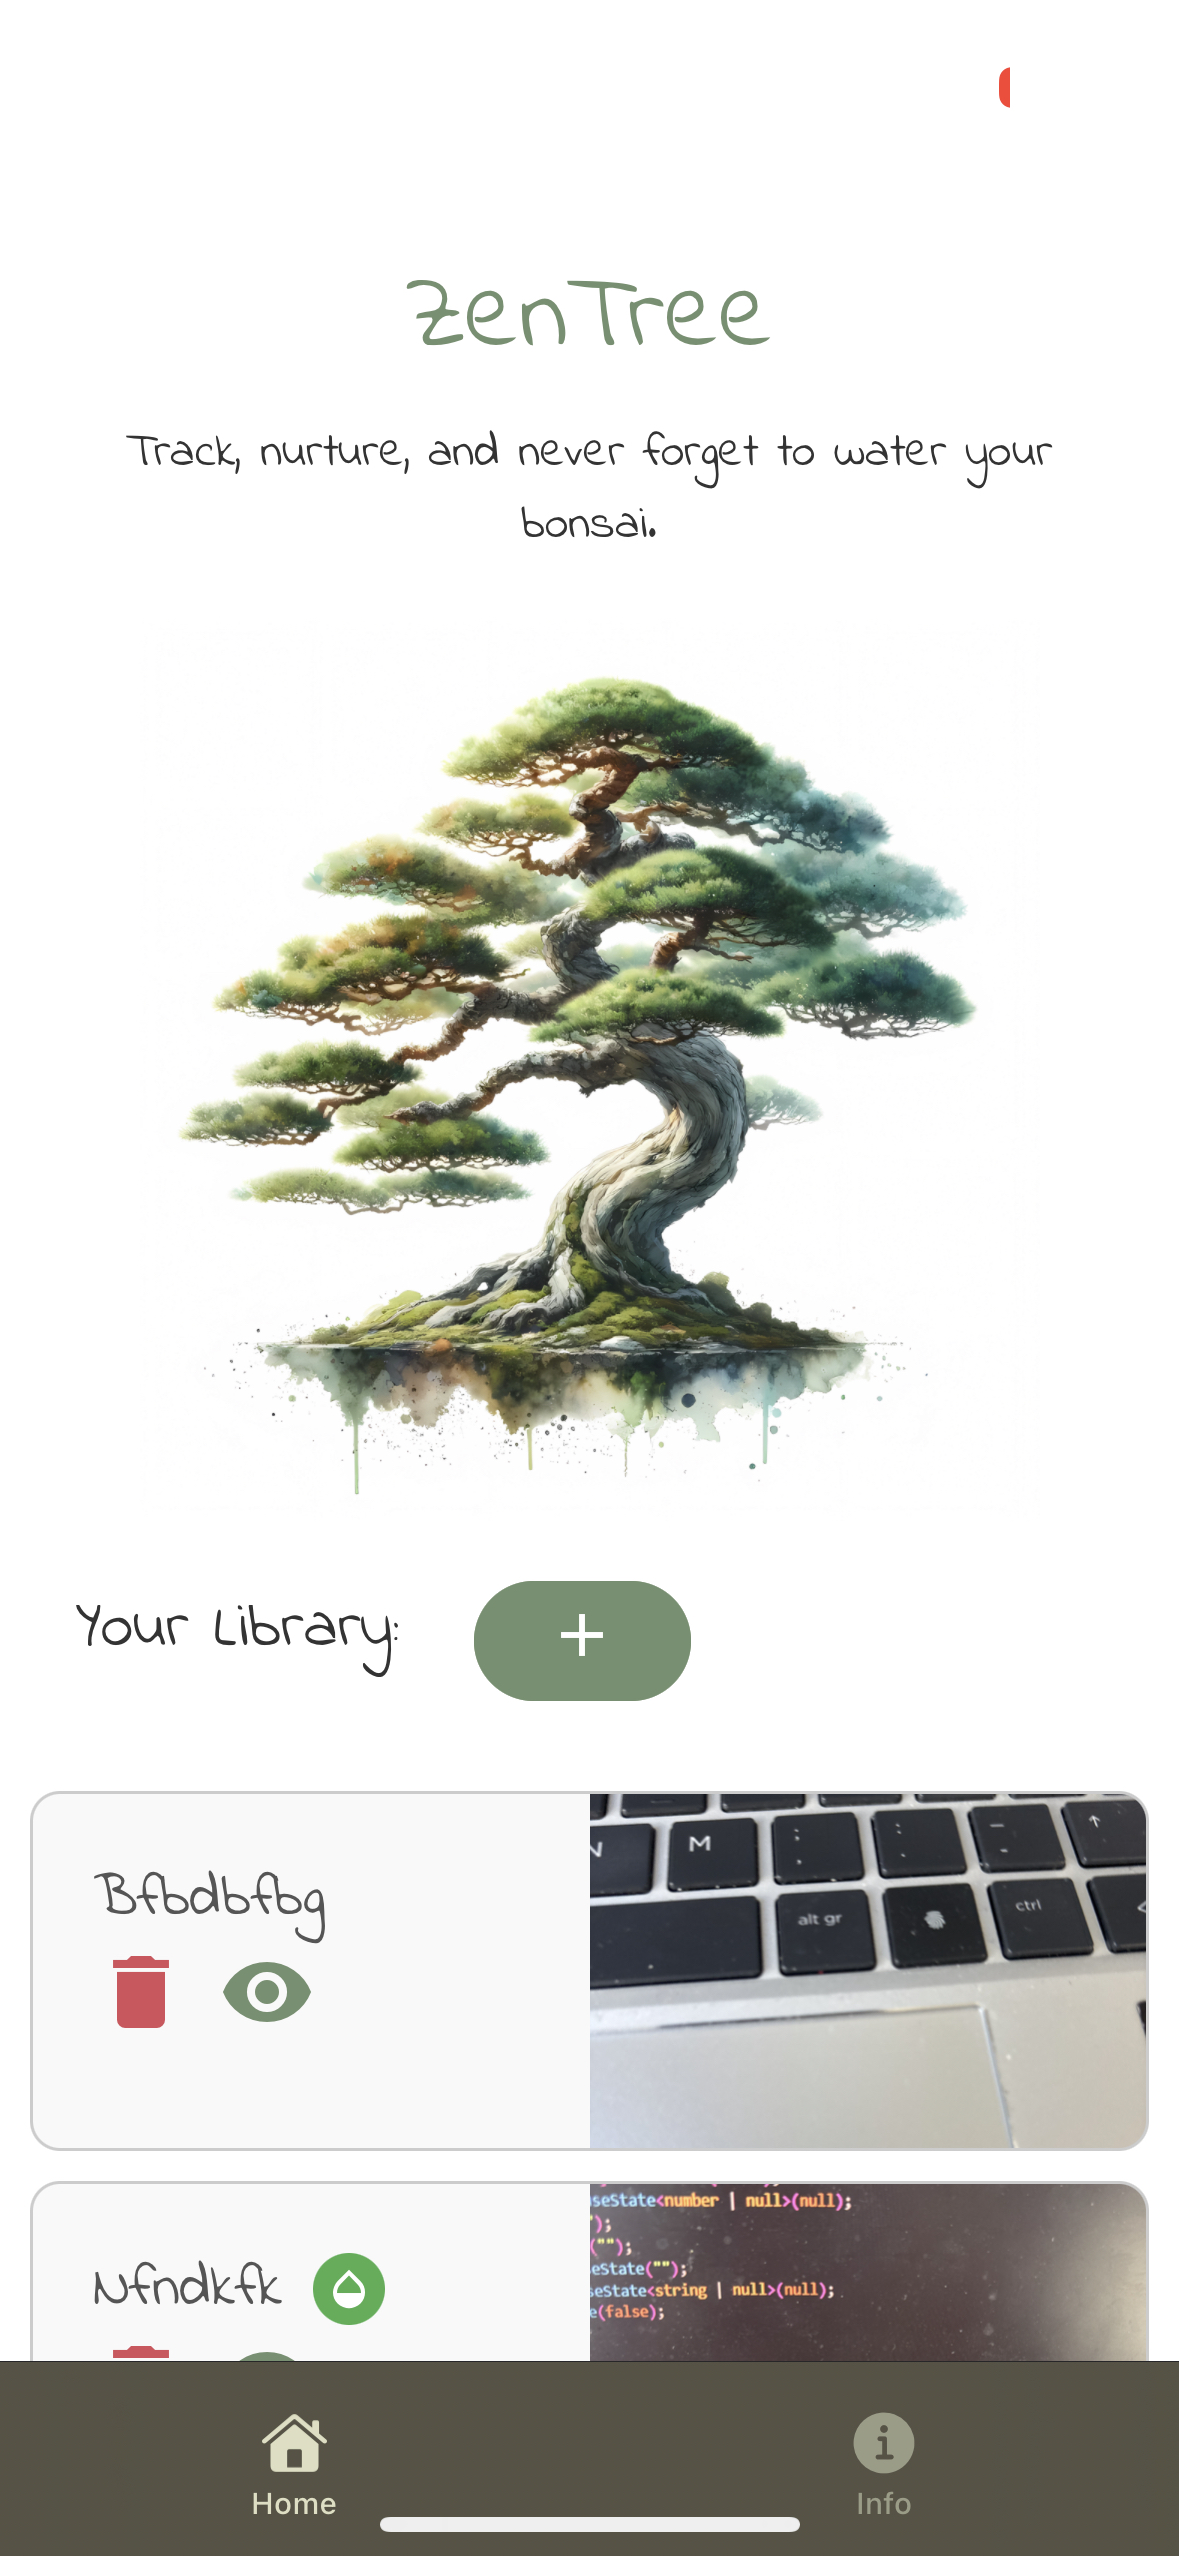 ZenTree
Track, nurture, and never forget to water your
bonsai.
Your Library:
+
Bfbdbfbg
M
alt gr
ctrl
Nfndkfk
seState<number | null>(null);
");
("");
eState("");
seState<string | null>(null);
e(false);
Home
Info